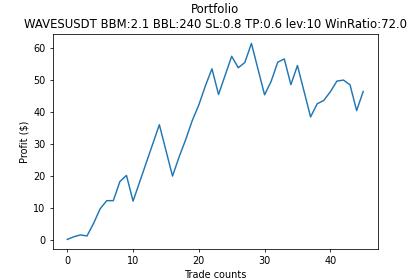 Portfolio
WAVESUSDT BBM:2.1 BBL:240 SL:0.8 TP:0.6 lev:10 WinRatio:72.0
60
50
40
30
20
10
0
Profit ($)
0 10 20 30 40
Trade counts